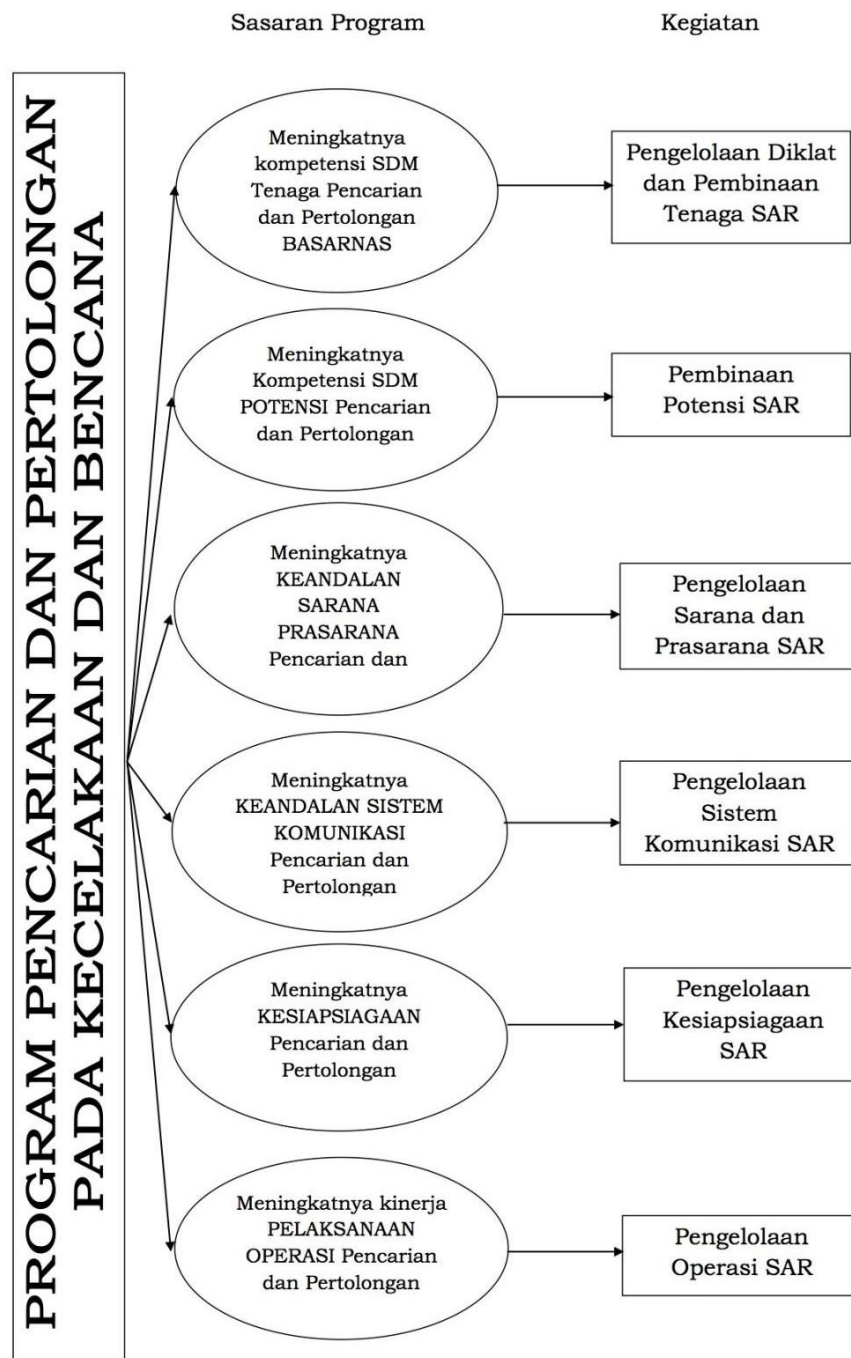 Sasaran Program
Kegiatan
PROGRAM PENCARIAN DAN PERTOLONGAN
PADA KECELAKAAN DAN BENCANA
Meningkatnya
kompetensi SDM
Tenaga Pencarian
dan Pertolongan
BASARNAS
Pengelolaan Diklat
dan Pembinaan
Tenaga SAR
Meningkatnya
Kompetensi SDM
POTENSI Pencarian
dan Pertolongan
Pembinaan
Potensi SAR
Meningkatnya
KEANDALAN
SARANA
PRASARANA
Pencarian dan
Pengelolaan
Sarana dan
Prasarana SAR
Meningkatnya
KEANDALAN SISTEM
KOMUNIKASI
Pencarian dan
Pertolongan
Pengelolaan
Sistem
Komunikasi SAR
Meningkatnya
KESIAPSIAGAAN
Pencarian dan
Pertolongan
Pengelolaan
Kesiapsiagaan
SAR
Meningkatnya kinerja
PELAKSANAAN
OPERASI Pencarian
dan Pertolongan
Pengelolaan
Operasi SAR